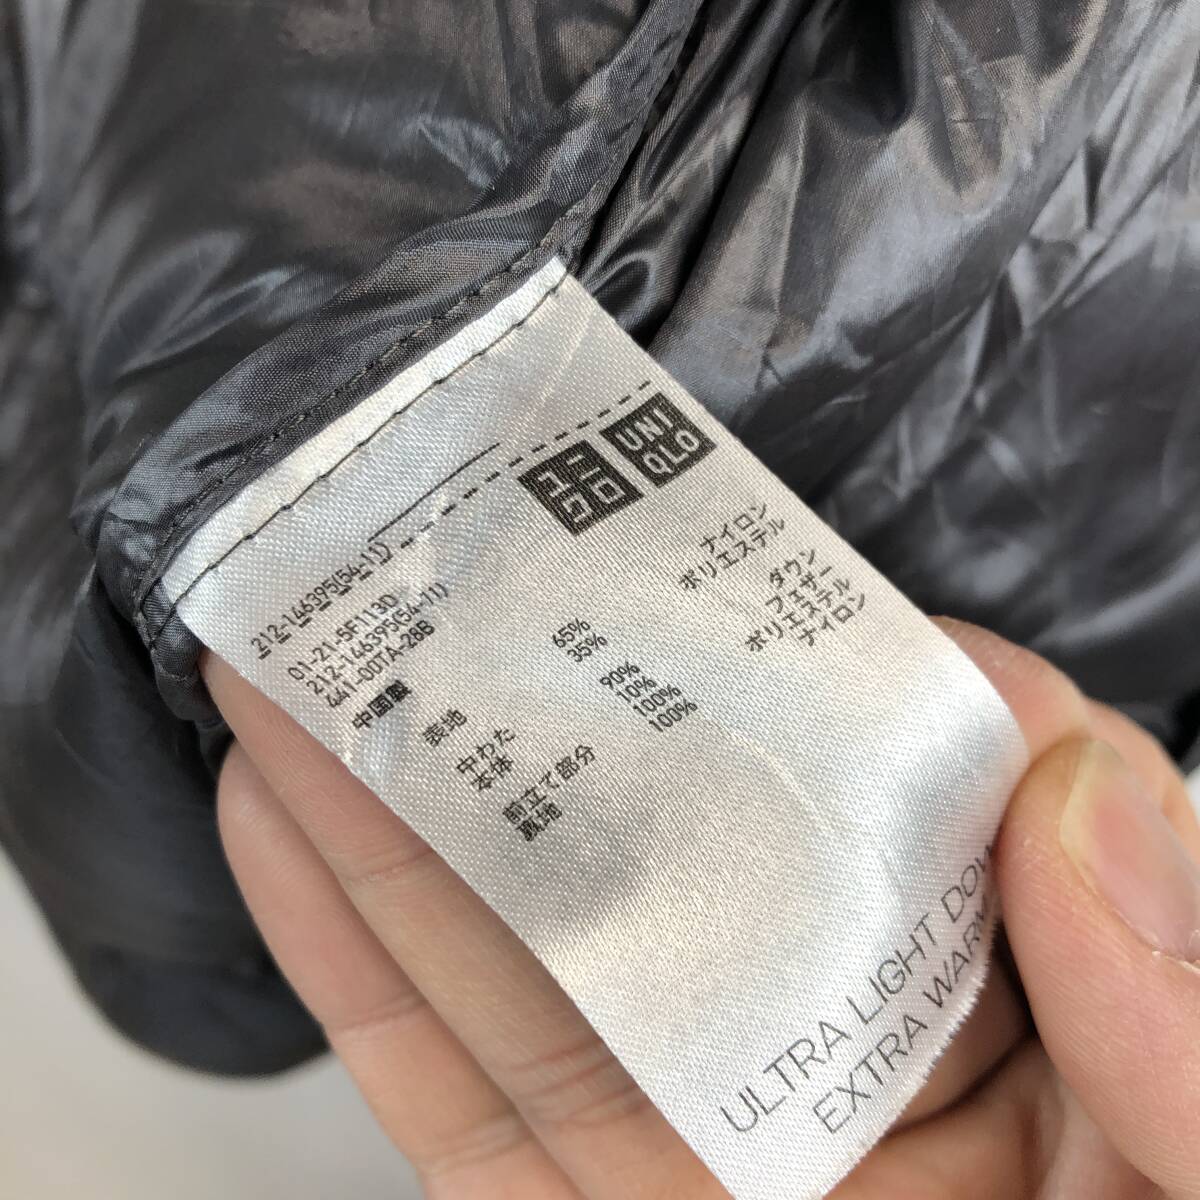 ユニ
クロ
UNI
QLO
212-146395(54-11)
01-21-SF113D
212-146395(54-11)
441-007A-28B
中国製
表地 65% ナイロン
35% ポリエステル
中わた
本体 90% ダウン
10% フェザー
前立て部分 100% ポリエステル
裏地 100% ナイロン
ULTRA LIGHT DOWN
EXTRA WARM